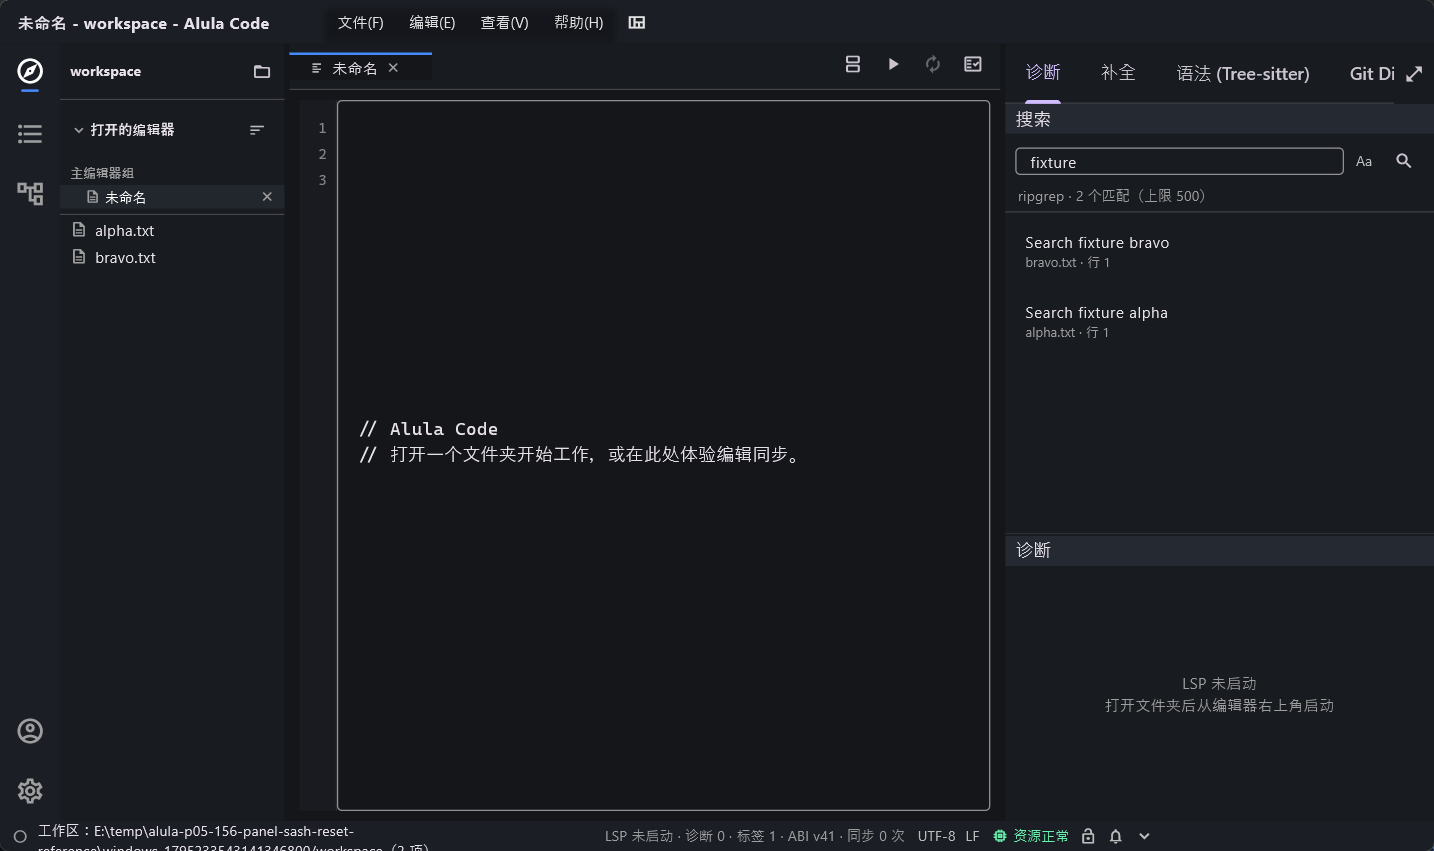 未命名 - workspace - Alula Code
文件(F) 编辑(E) 查看(V) 帮助(H)
workspace
打开的编辑器
主编辑器组
未命名
alpha.txt
bravo.txt
未命名
1
2
3
// Alula Code
// 打开一个文件夹开始工作，或在此处体验编辑同步。
诊断 补全 语法 (Tree-sitter) Git Di
搜索
fixture
Aa
ripgrep · 2 个匹配（上限 500）
Search fixture bravo
bravo.txt · 行 1
Search fixture alpha
alpha.txt · 行 1
诊断
LSP 未启动
打开文件夹后从编辑器右上角启动
工作区：E:\temp\alula-p05-156-panel-sash-reset-
reference\windows-1795233543141346800/workspace（2 项）
LSP 未启动 · 诊断 0 · 标签 1 · ABI v41 · 同步 0 次 UTF-8 LF 资源正常